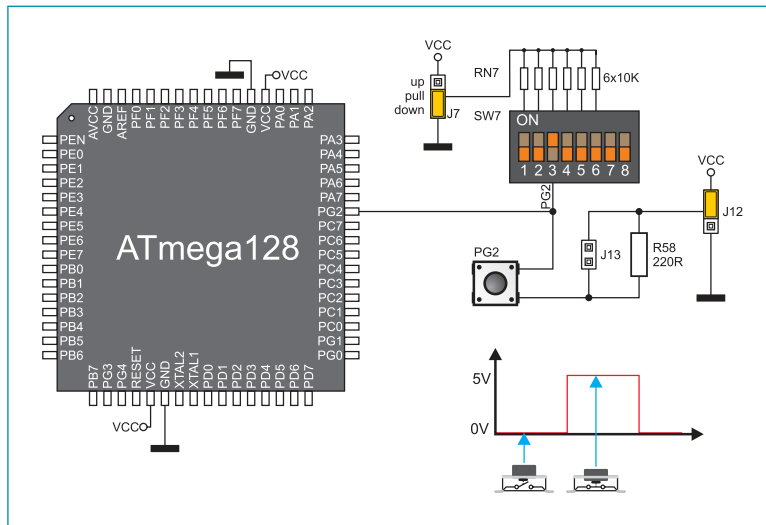 VCC
VCC
RN7
6x10K
up
pull
down
J7
SW7
ON
1 2 3 4 5 6 7 8
PG2
AVCC
GND
AREF
PF0
PF1
PF2
PF3
PF4
PF5
PF6
PF7
GND
VCC
PA0
PA1
PA2
PEN
PE0
PE1
PE2
PE3
PE4
PE5
PE6
PE7
PB0
PB1
PB2
PB3
PB4
PB5
PB6
ATmega128
PA3
PA4
PA5
PA6
PA7
PG2
PC7
PC6
PC5
PC4
PC3
PC2
PC1
PC0
PG1
PG0
PB7
PG3
PG4
RESET
VCC
GND
XTAL2
XTAL1
PD0
PD1
PD2
PD3
PD4
PD5
PD6
PD7
VCC
VCC
J12
PG2
J13
R58
220R
5V
0V